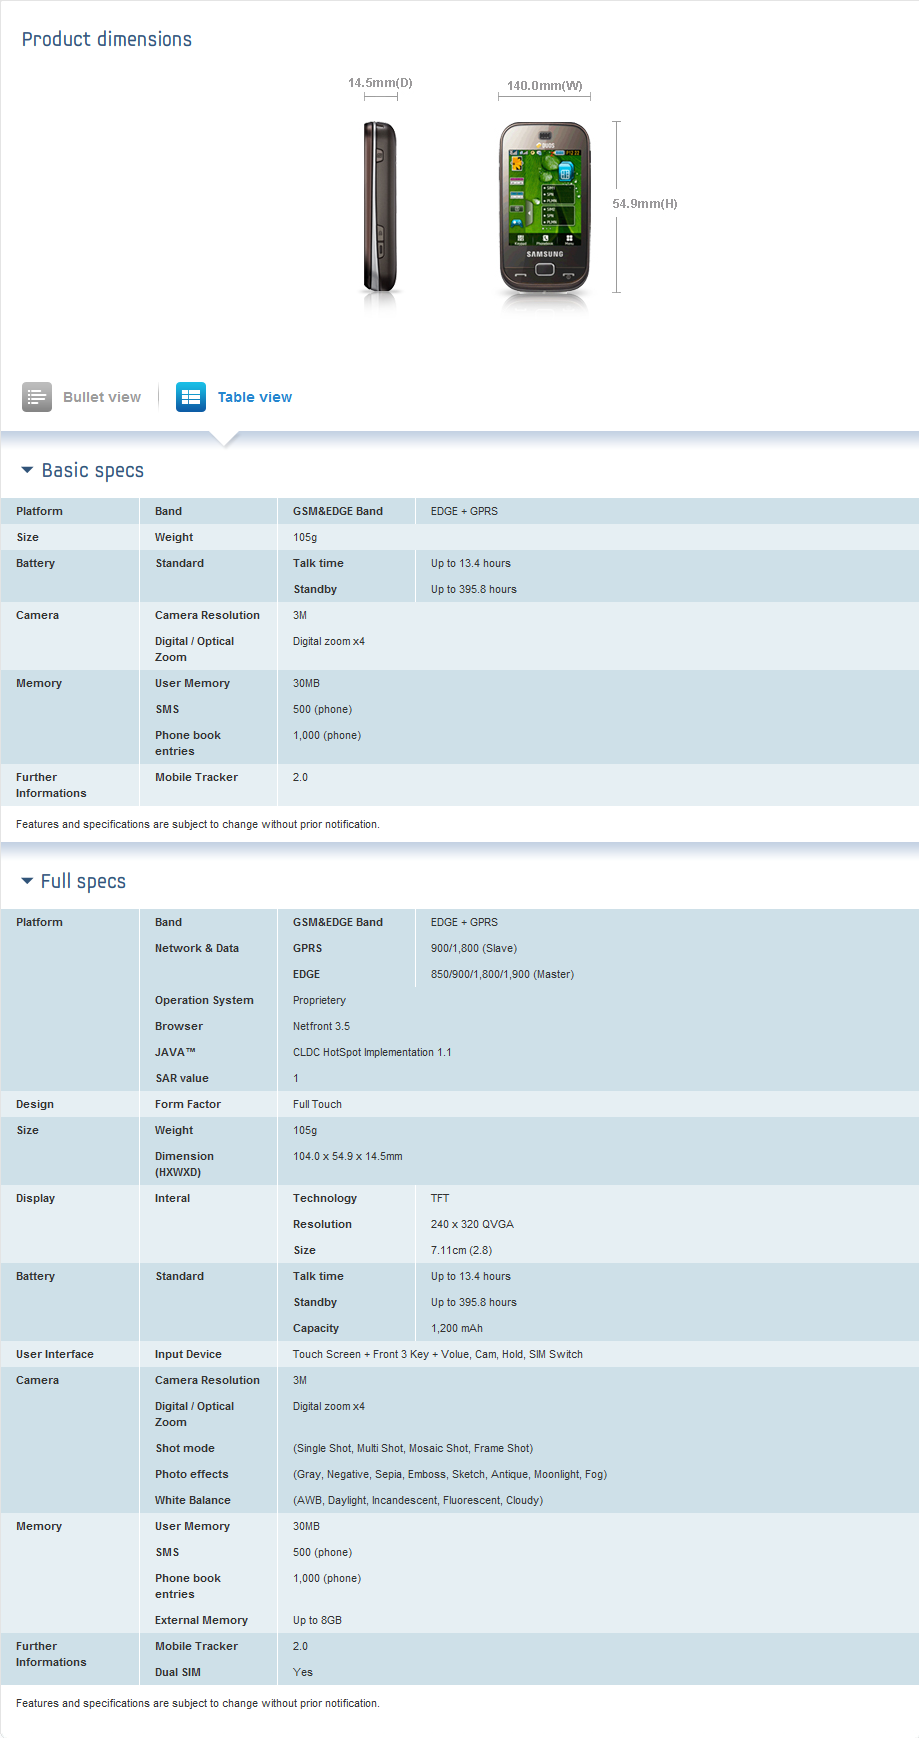 Product dimensions
14.5mm(D)
140.0mm(W)
DUOS
54.9mm(H)
SIM1
SPN
PLMN
SIM2
SPN
PLMN
Keypad Phonebook Menu
SAMSUNG
Bullet view Table view
Basic specs
Platform Band GSM&EDGE Band EDGE + GPRS
Size Weight 105g
Battery Standard Talk time Up to 13.4 hours
Standby Up to 395.8 hours
Camera Camera Resolution 3M
Digital / Optical Digital zoom x4
Zoom
Memory User Memory 30MB
SMS 500 (phone)
Phone book 1,000 (phone)
entries
Further Mobile Tracker 2.0
Informations
Features and specifications are subject to change without prior notification.
Full specs
Platform Band GSM&EDGE Band EDGE + GPRS
Network & Data GPRS 900/1,800 (Slave)
EDGE 850/900/1,800/1,900 (Master)
Operation System Proprietery
Browser Netfront 3.5
JAVA™ CLDC HotSpot Implementation 1.1
SAR value 1
Design Form Factor Full Touch
Size Weight 105g
Dimension 104.0 x 54.9 x 14.5mm
(HXWXD)
Display Interal Technology TFT
Resolution 240 x 320 QVGA
Size 7.11cm (2.8)
Battery Standard Talk time Up to 13.4 hours
Standby Up to 395.8 hours
Capacity 1,200 mAh
User Interface Input Device Touch Screen + Front 3 Key + Volue, Cam, Hold, SIM Switch
Camera Camera Resolution 3M
Digital / Optical Digital zoom x4
Zoom
Shot mode (Single Shot, Multi Shot, Mosaic Shot, Frame Shot)
Photo effects (Gray, Negative, Sepia, Emboss, Sketch, Antique, Moonlight, Fog)
White Balance (AWB, Daylight, Incandescent, Fluorescent, Cloudy)
Memory User Memory 30MB
SMS 500 (phone)
Phone book 1,000 (phone)
entries
External Memory Up to 8GB
Further Mobile Tracker 2.0
Informations
Dual SIM Yes
Features and specifications are subject to change without prior notification.